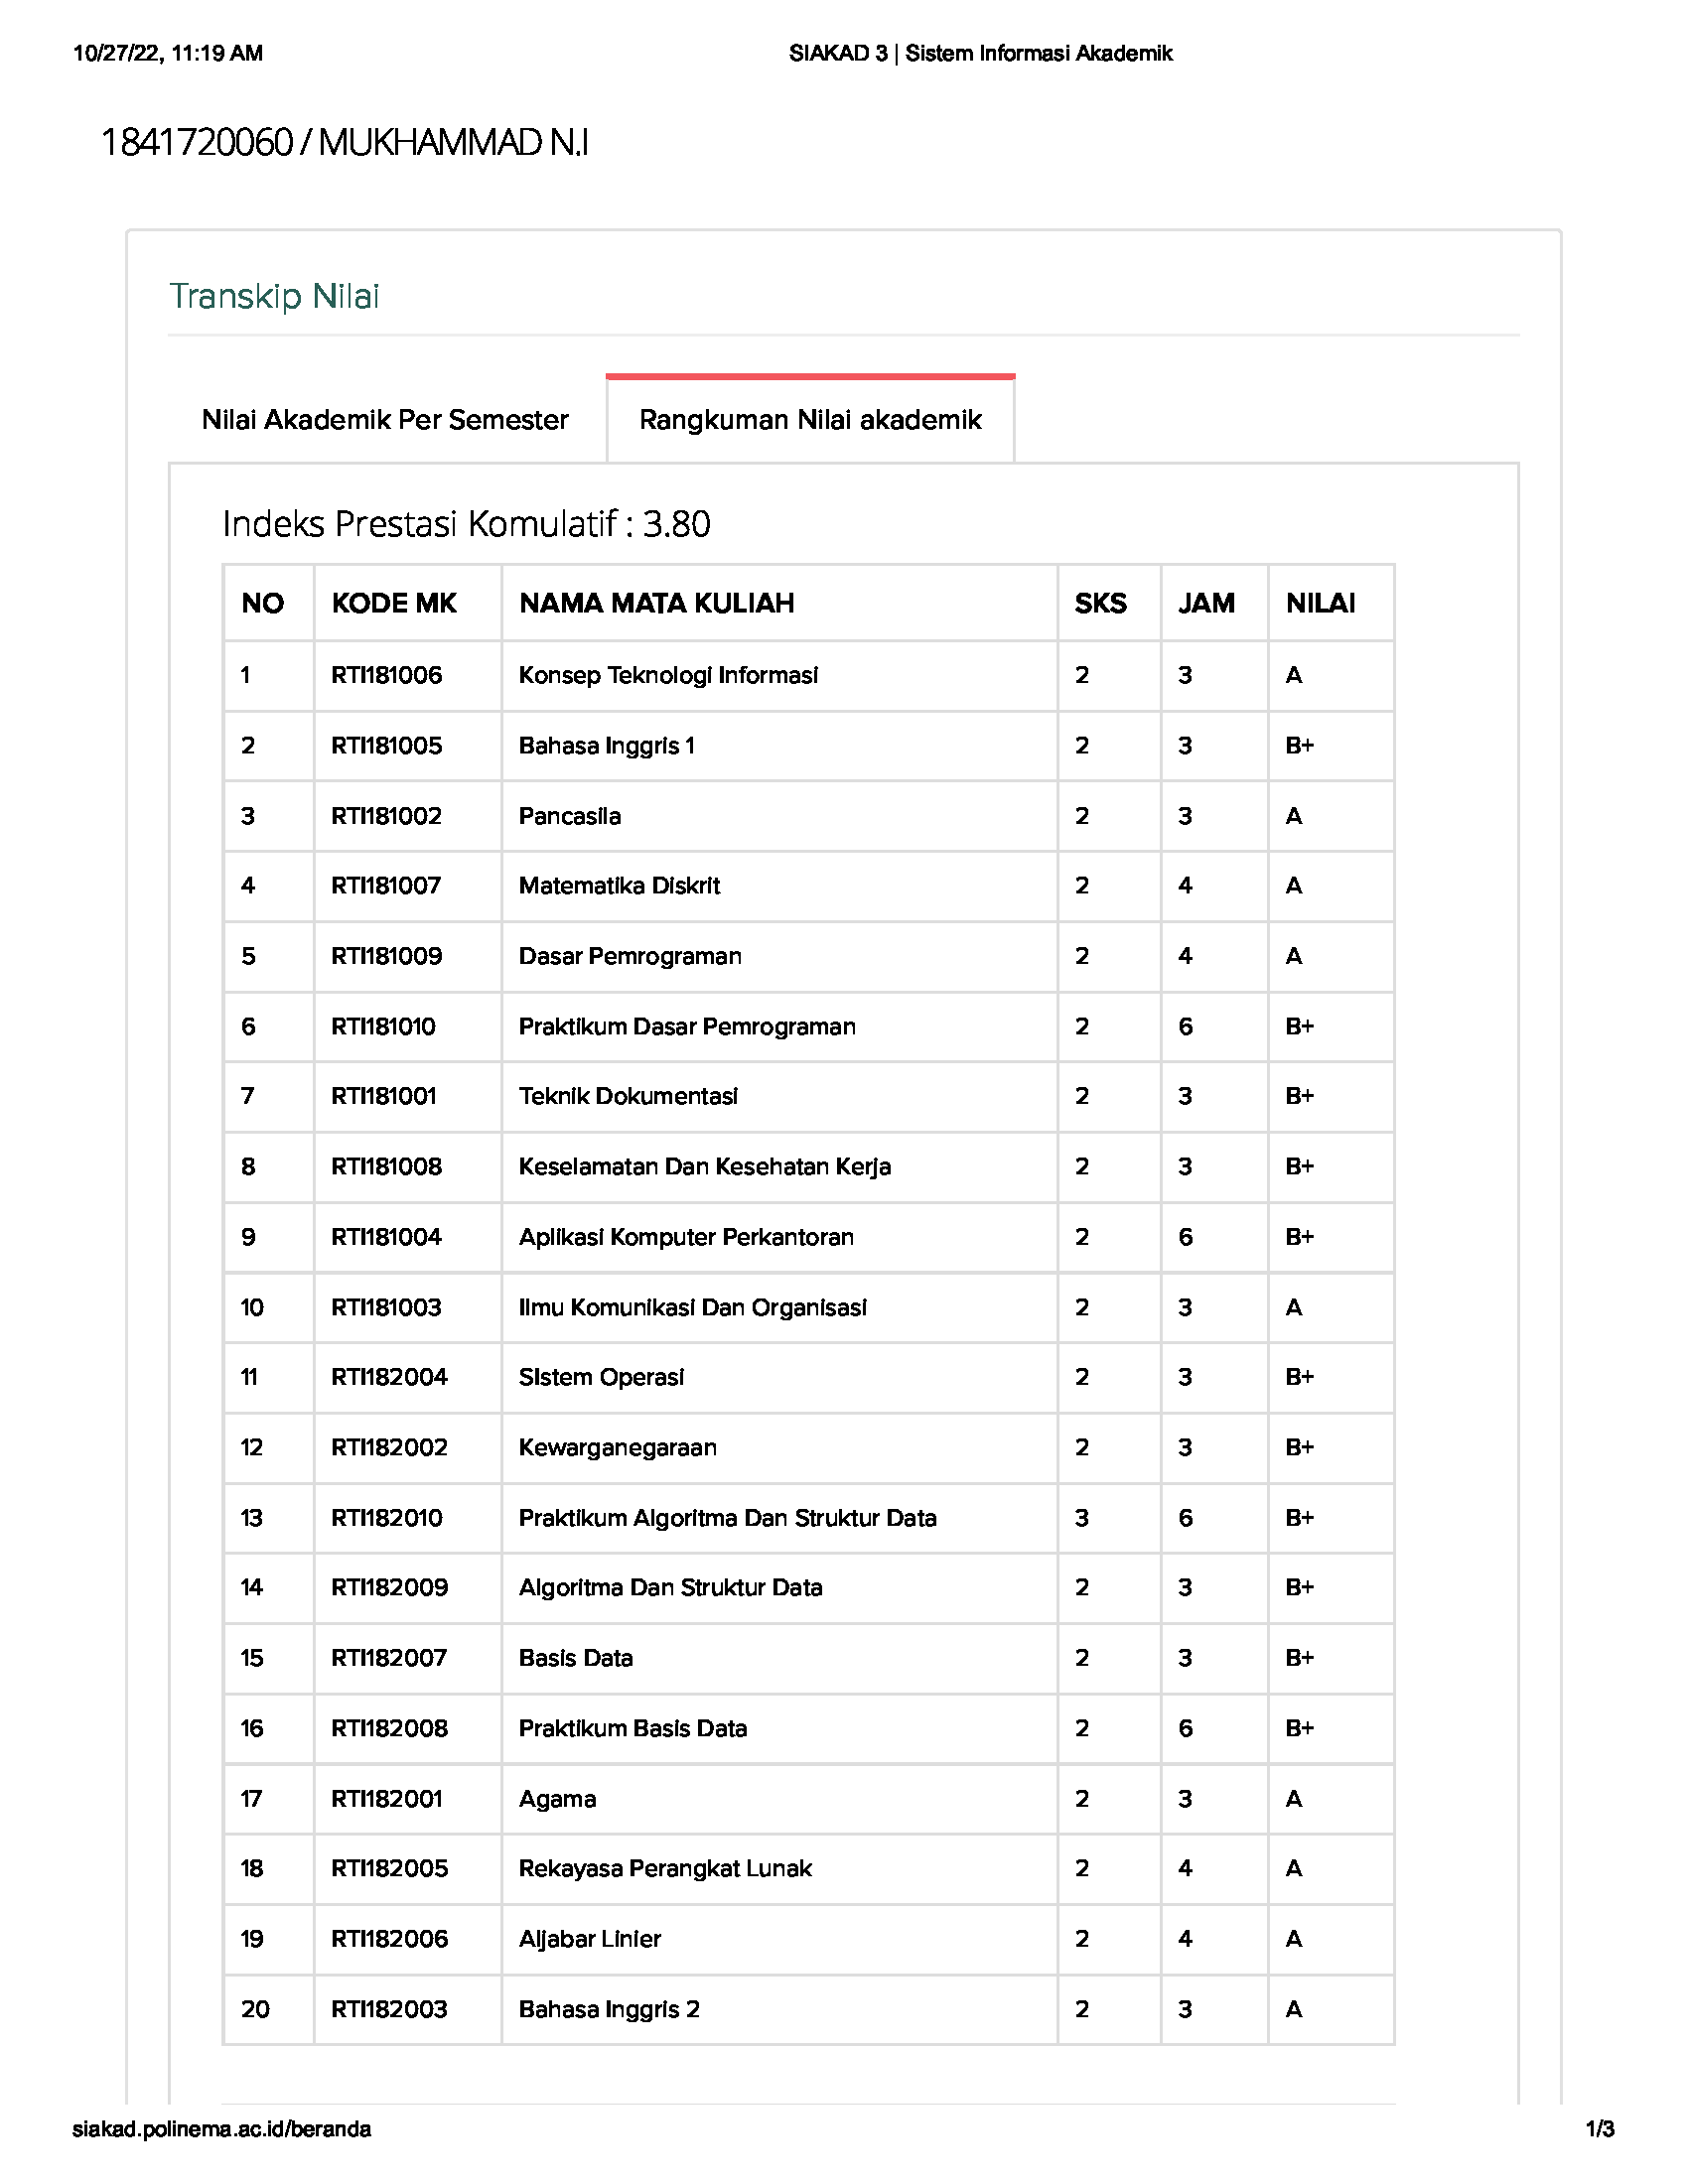 10/27/22, 11:19 AM SIAKAD 3 | Sistem Informasi Akademik
1841720060 / MUKHAMMAD N.I
Transkip Nilai
Nilai Akademik Per Semester Rangkuman Nilai akademik
Indeks Prestasi Komulatif : 3.80
NO KODE MK NAMA MATA KULIAH SKS JAM NILAI
1 RTI181006 Konsep Teknologi Informasi 2 3 A
2 RTI181005 Bahasa Inggris 1 2 3 B+
3 RTI181002 Pancasila 2 3 A
4 RTI181007 Matematika Diskrit 2 4 A
5 RTI181009 Dasar Pemrograman 2 4 A
6 RTI181010 Praktikum Dasar Pemrograman 2 6 B+
7 RTI181001 Teknik Dokumentasi 2 3 B+
8 RTI181008 Keselamatan Dan Kesehatan Kerja 2 3 B+
9 RTI181004 Aplikasi Komputer Perkantoran 2 6 B+
10 RTI181003 Ilmu Komunikasi Dan Organisasi 2 3 A
11 RTI182004 SIstem Operasi 2 3 B+
12 RTI182002 Kewarganegaraan 2 3 B+
13 RTI182010 Praktikum Algoritma Dan Struktur Data 3 6 B+
14 RTI182009 Algoritma Dan Struktur Data 2 3 B+
15 RTI182007 Basis Data 2 3 B+
16 RTI182008 Praktikum Basis Data 2 6 B+
17 RTI182001 Agama 2 3 A
18 RTI182005 Rekayasa Perangkat Lunak 2 4 A
19 RTI182006 Aljabar Linier 2 4 A
20 RTI182003 Bahasa Inggris 2 2 3 A
siakad.polinema.ac.id/beranda 1/3